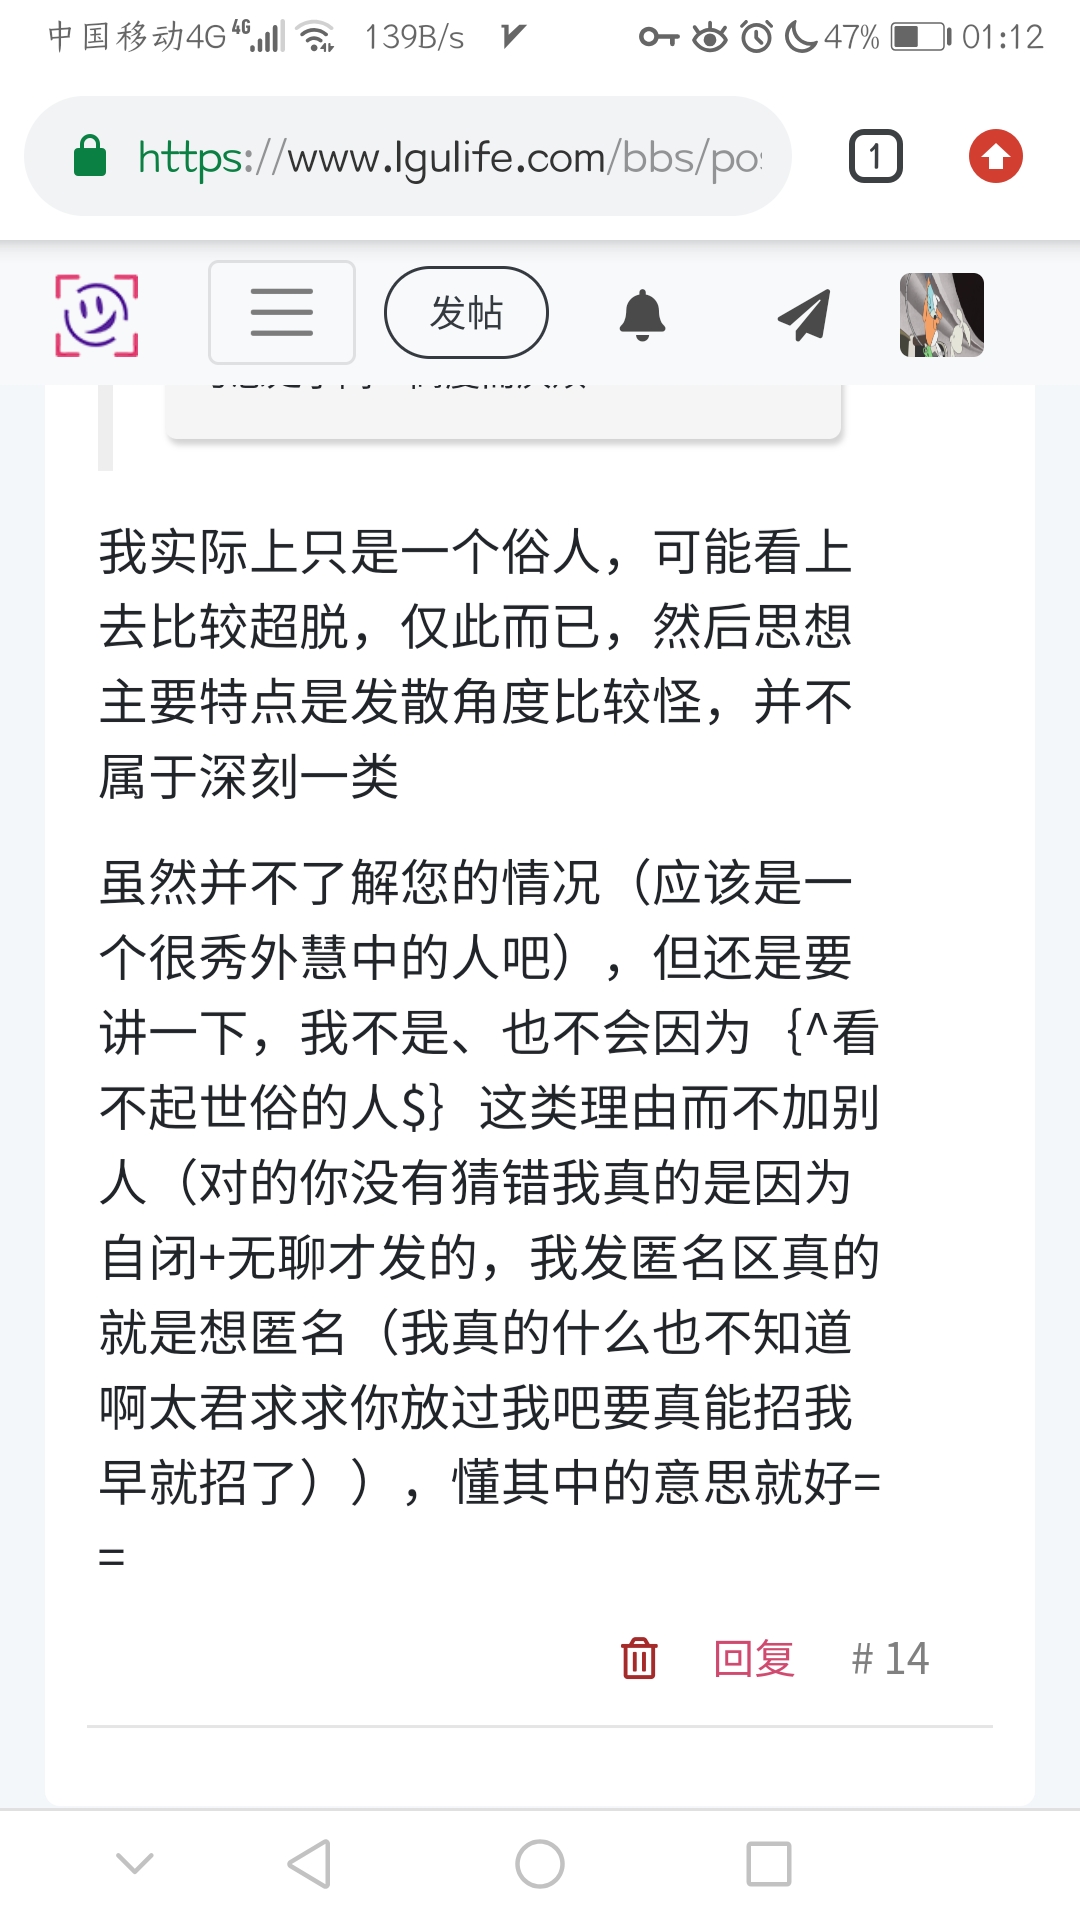 中国移动4G 4G 139B/s 47% 01:12
https://www.lgulife.com/bbs/pos
1
发帖
我实际上只是一个俗人，可能看上
去比较超脱，仅此而已，然后思想
主要特点是发散角度比较怪，并不
属于深刻一类
虽然并不了解您的情况（应该是一
个很秀外慧中的人吧），但还是要
讲一下，我不是、也不会因为｛^看
不起世俗的人$｝这类理由而不加别
人（对的你没有猜错我真的是因为
自闭+无聊才发的，我发匿名区真的
就是想匿名（我真的什么也不知道
啊太君求求你放过我吧要真能招我
早就招了）），懂其中的意思就好=
=
回复 # 14